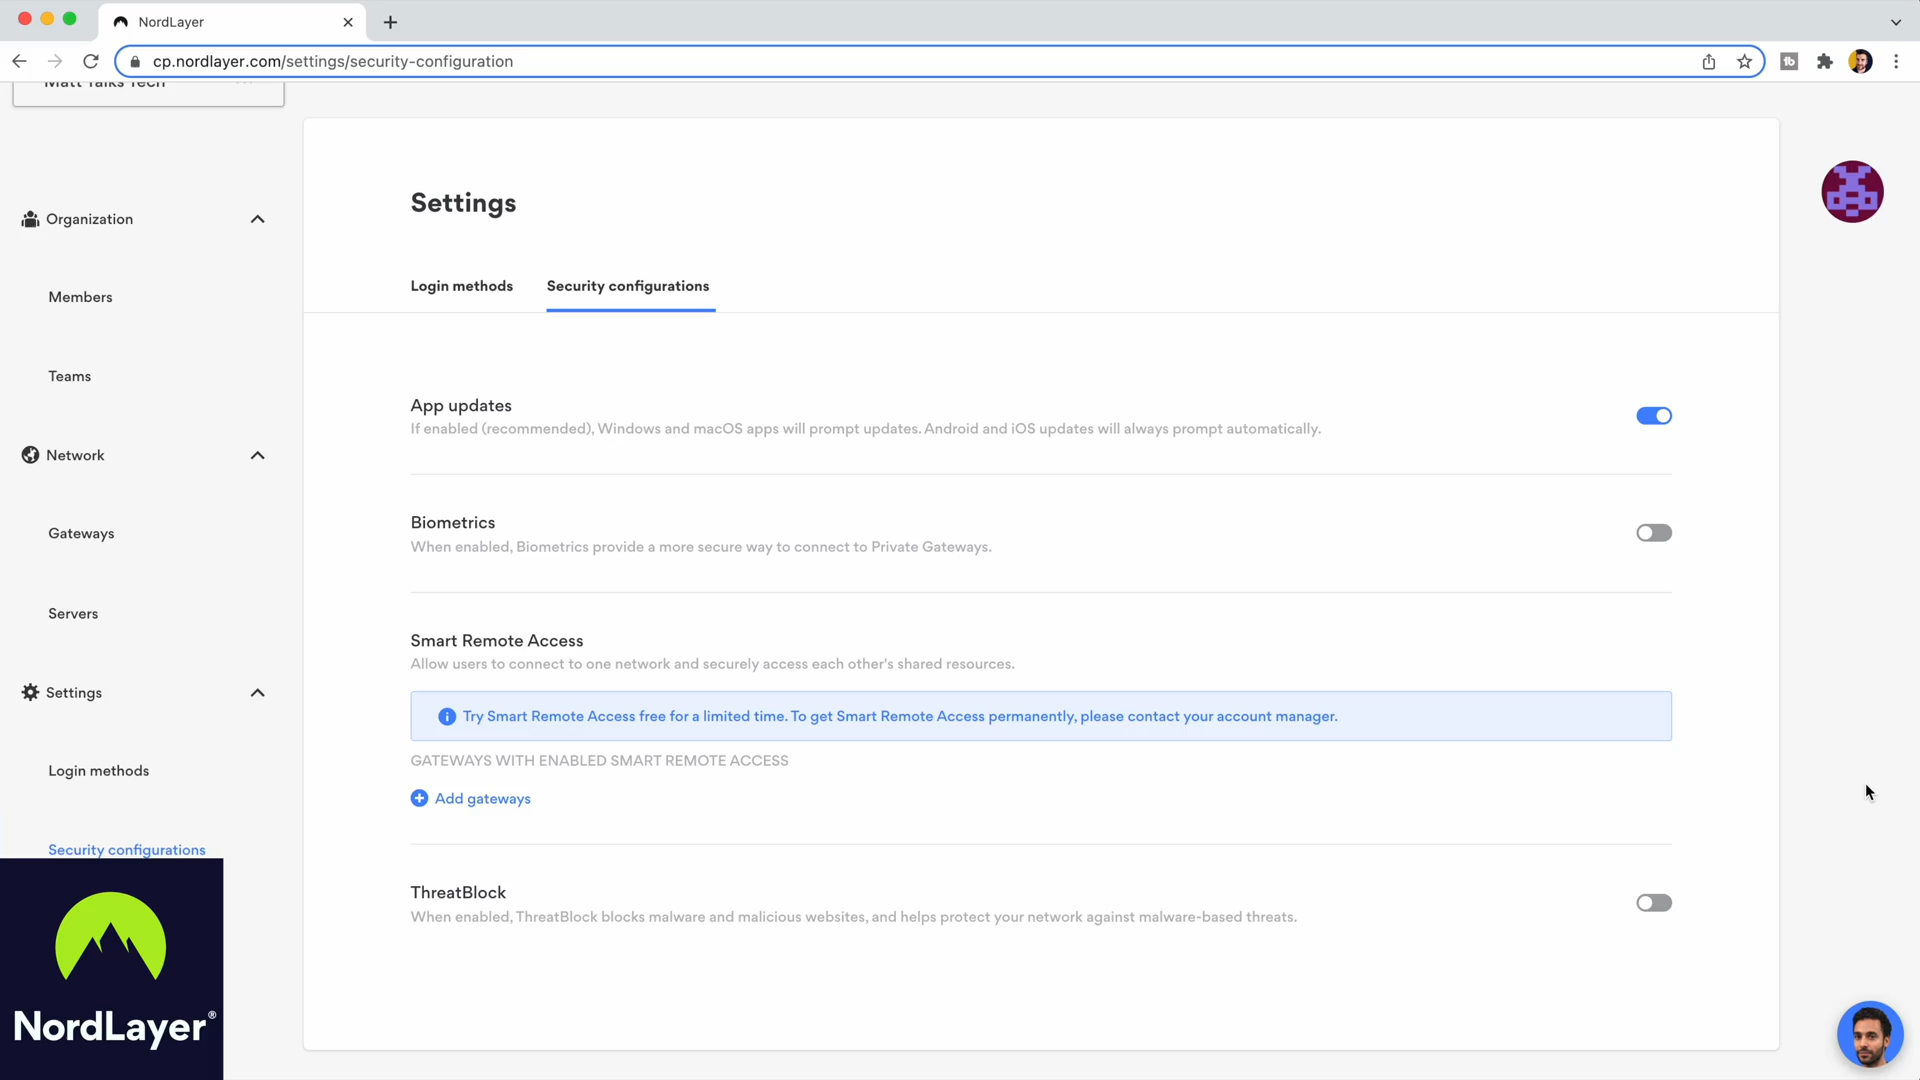 NordLayer
cp.nordlayer.com/settings/security-configuration
Matt Talks Tech
Organization
Members
Teams
Network
Gateways
Servers
Settings
Login methods
Security configurations
NordLayer®
Settings
Login methods
Security configurations
App updates
If enabled (recommended), Windows and macOS apps will prompt updates. Android and iOS updates will always prompt automatically.
Biometrics
When enabled, Biometrics provide a more secure way to connect to Private Gateways.
Smart Remote Access
Allow users to connect to one network and securely access each other's shared resources.
Try Smart Remote Access free for a limited time. To get Smart Remote Access permanently, please contact your account manager.
GATEWAYS WITH ENABLED SMART REMOTE ACCESS
Add gateways
ThreatBlock
When enabled, ThreatBlock blocks malware and malicious websites, and helps protect your network against malware-based threats.